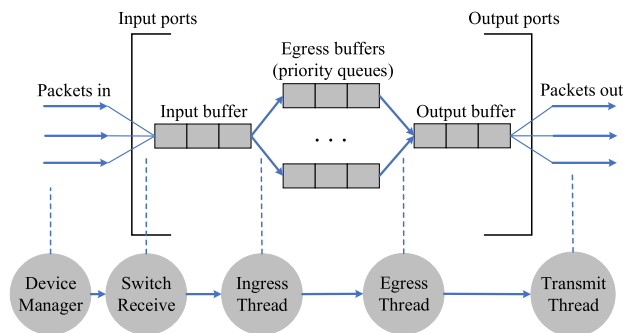 Input ports
Output ports
Egress buffers
(priority queues)
Packets in
Packets out
Input buffer
Output buffer
. . .
Device
Manager
Switch
Receive
Ingress
Thread
Egress
Thread
Transmit
Thread